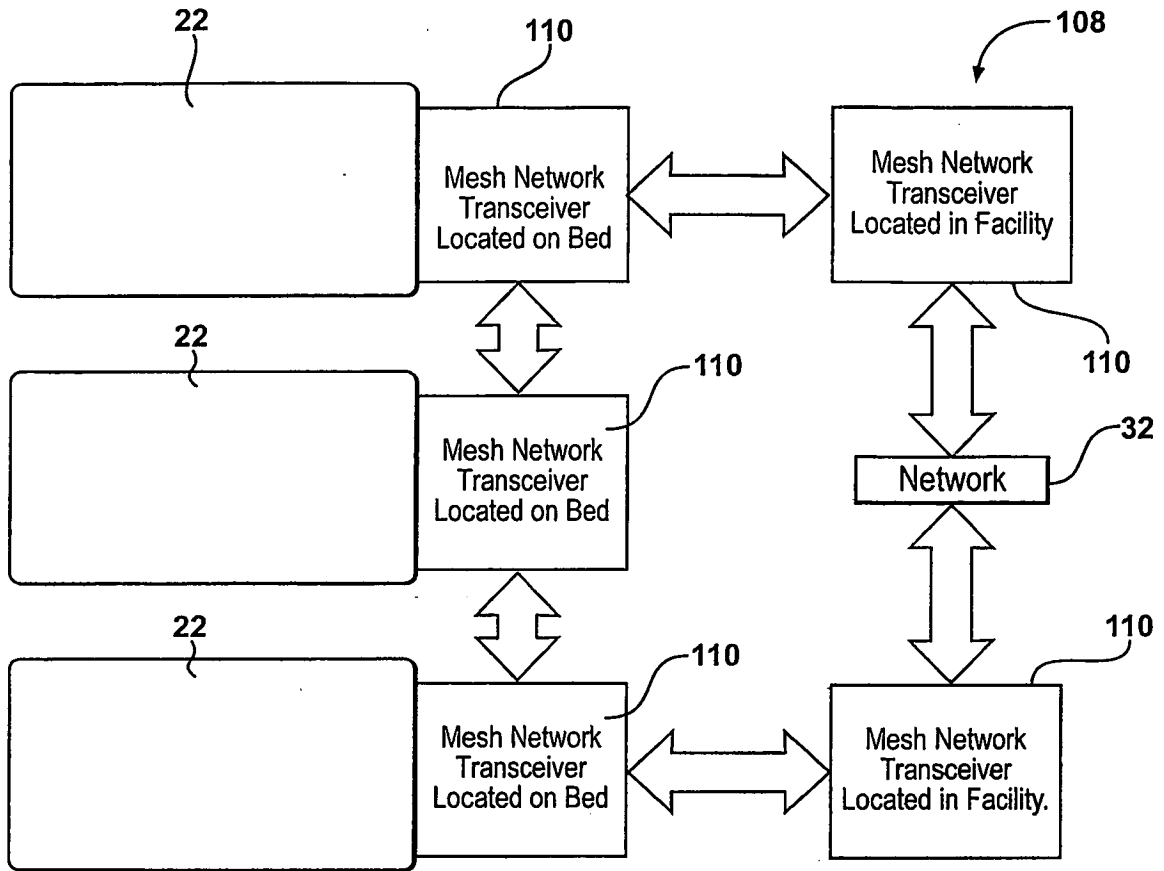 22
110
108
Mesh Network
Transceiver
Located on Bed
Mesh Network
Transceiver
Located in Facility
110
22
110
Mesh Network
Transceiver
Located on Bed
32
Network
22
110
110
Mesh Network
Transceiver
Located on Bed
Mesh Network
Transceiver
Located in Facility.